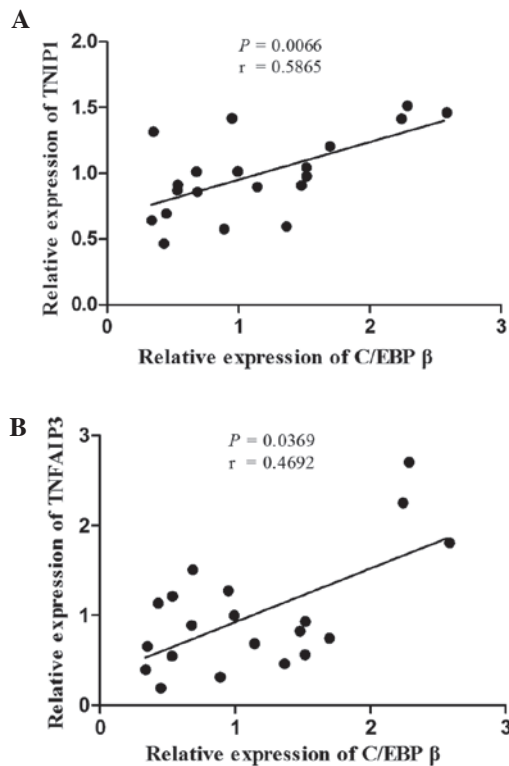 A
P = 0.0066
r = 0.5865
Relative expression of TNIP1
2.0
1.5
1.0
0.5
0.0
0 1 2 3
Relative expression of C/EBP β
B
P = 0.0369
r = 0.4692
Relative expression of TNFAIP3
3
2
1
0
0 1 2 3
Relative expression of C/EBP β